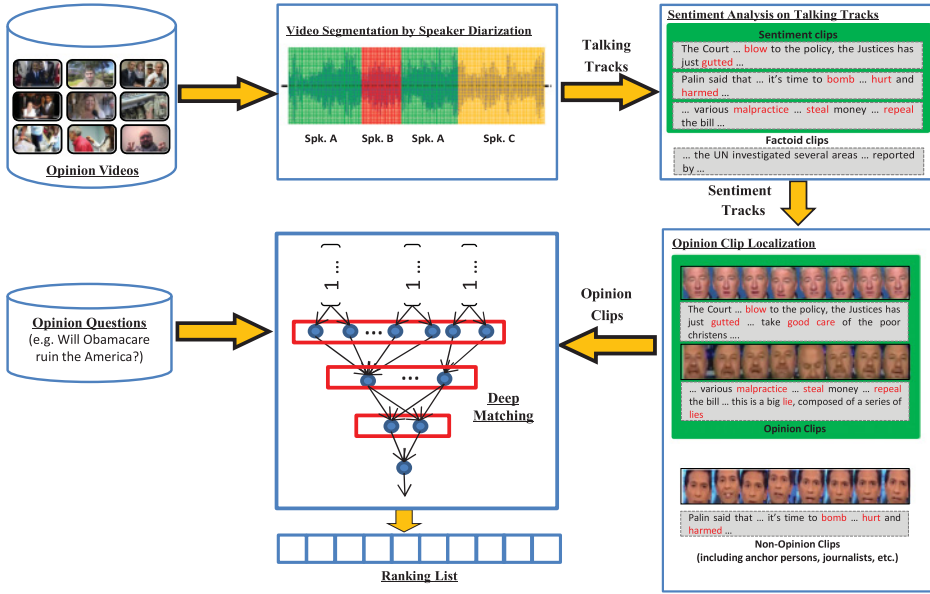 Opinion Videos
Video Segmentation by Speaker Diarization
Spk. A
Spk. B
Spk. A
Spk. C
Talking
Tracks
Sentiment Analysis on Talking Tracks
Sentiment clips
The Court ... blow to the policy, the Justices has
just gutted ...
Palin said that ... it's time to bomb ... hurt and
harmed ...
... various malpractice ... steal money ... repeal
the bill ...
Factoid clips
... the UN investigated several areas ... reported
by ...
Sentiment
Tracks
Opinion Clip Localization
The Court ... blow to the policy, the Justices has
just gutted ... take good care of the poor
christens ....
... various malpractice ... steal money ... repeal
the bill ... this is a big lie, composed of a series of
lies
Opinion Clips
Palin said that ... it's time to bomb ... hurt and
harmed ...
Non-Opinion Clips
(including anchor persons, journalists, etc.)
Opinion
Clips
1 ...
1 ...
1 ...
...
...
...
Deep
Matching
Opinion Questions
(e.g. Will Obamacare
ruin the America?)
Ranking List